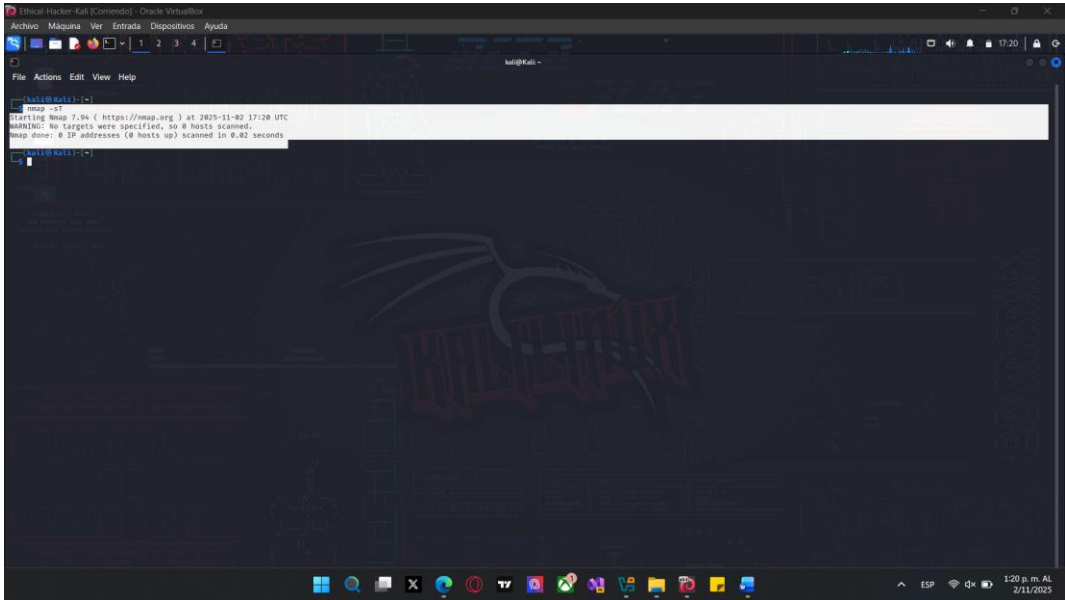 Ethical-Hacker-Kali [Corriendo] - Oracle VirtualBox
Archivo Máquina Ver Entrada Dispositivos Ayuda
1 2 3 4 17:20
kali@Kali: ~
File Actions Edit View Help
(kali㉿Kali)-[~]
$ nmap -sT
Starting Nmap 7.94 ( https://nmap.org ) at 2025-11-02 17:20 UTC
WARNING: No targets were specified, so 0 hosts scanned.
Nmap done: 0 IP addresses (0 hosts up) scanned in 0.02 seconds
(kali㉿Kali)-[~]
$
KALI LINUX
ESP 1:20 p. m. AL
2/11/2025